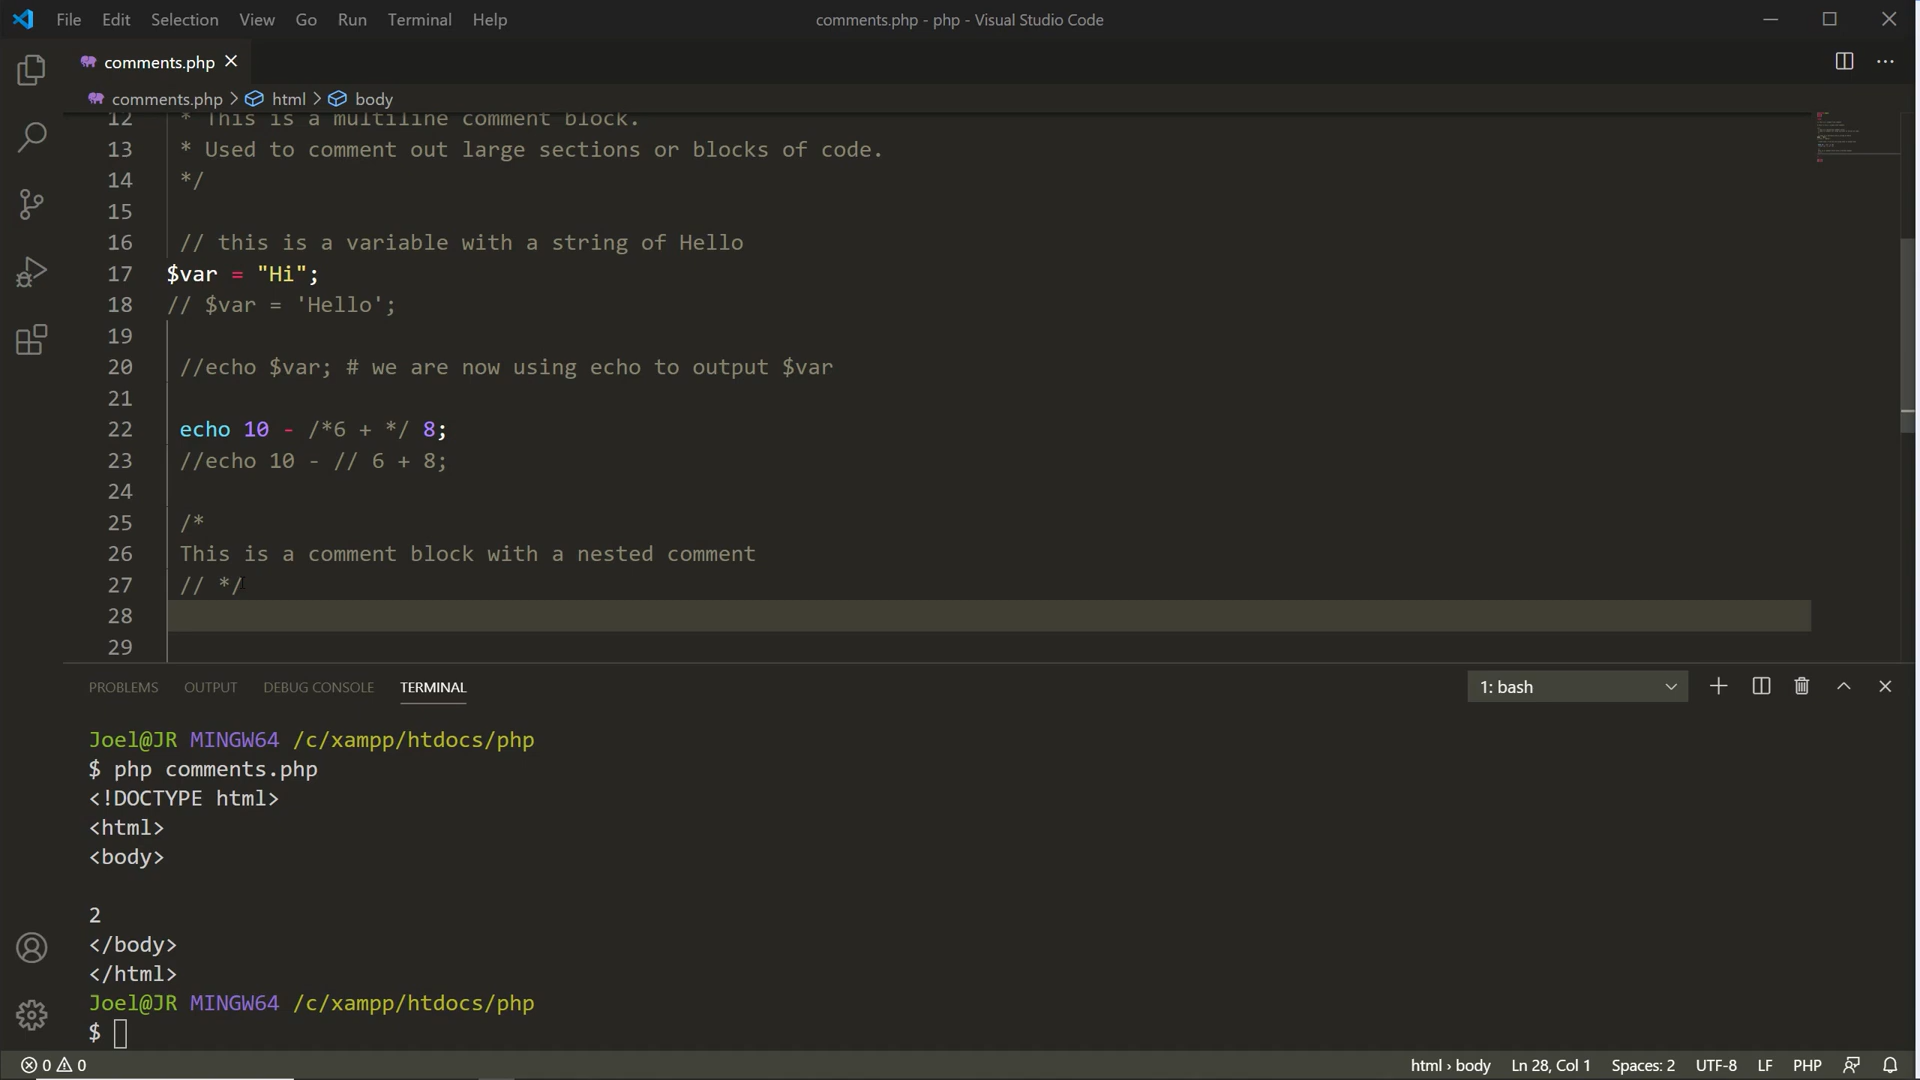 File Edit Selection View Go Run Terminal Help comments.php - php - Visual Studio Code
comments.php
comments.php > html > body
12 * This is a multiline comment block.
13 * Used to comment out large sections or blocks of code.
14 */
15
16 // this is a variable with a string of Hello
17 $var = "Hi";
18 // $var = 'Hello';
19
20 //echo $var; # we are now using echo to output $var
21
22 echo 10 - /*6 + */ 8;
23 //echo 10 - // 6 + 8;
24
25 /*
26 This is a comment block with a nested comment
27 // */
28
29
PROBLEMS OUTPUT DEBUG CONSOLE TERMINAL 1: bash
Joel@JR MINGW64 /c/xampp/htdocs/php
$ php comments.php
<!DOCTYPE html>
<html>
<body>
2
</body>
</html>
Joel@JR MINGW64 /c/xampp/htdocs/php
$
0 0 html › body Ln 28, Col 1 Spaces: 2 UTF-8 LF PHP